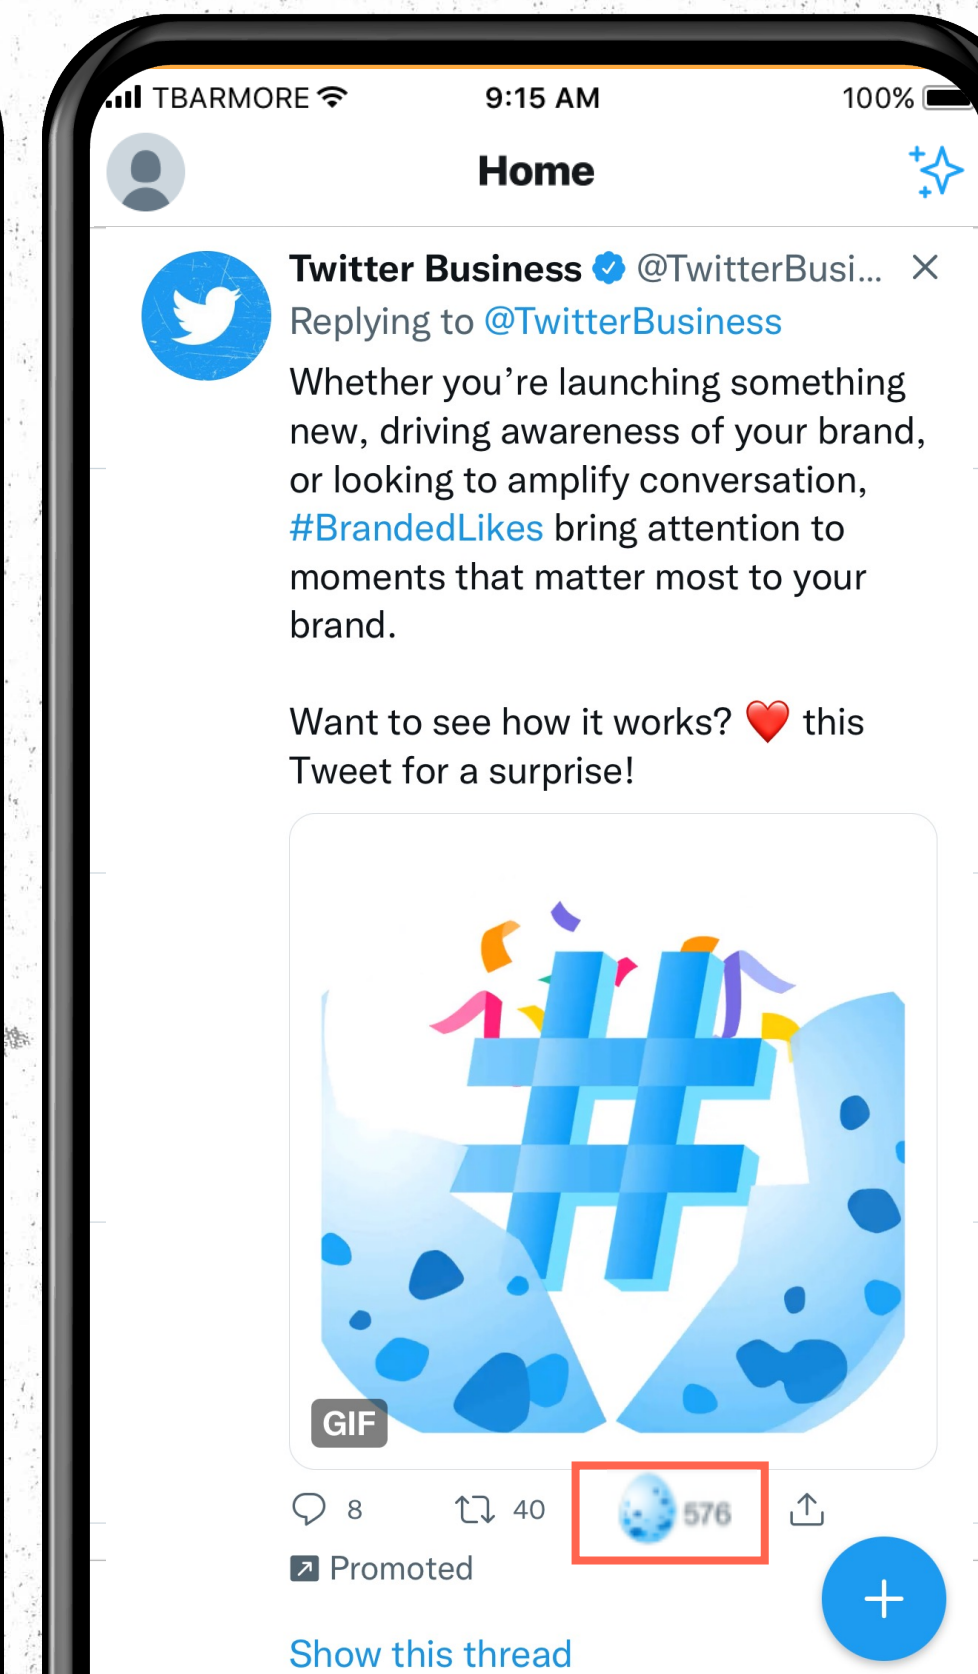 TBARMORE 9:15 AM 100%
Home
Twitter Business @TwitterBusi...
Replying to @TwitterBusiness
Whether you’re launching something
new, driving awareness of your brand,
or looking to amplify conversation,
#BrandedLikes bring attention to
moments that matter most to your
brand.
Want to see how it works? ❤️ this
Tweet for a surprise!
#
GIF
8 40 576
Promoted
Show this thread